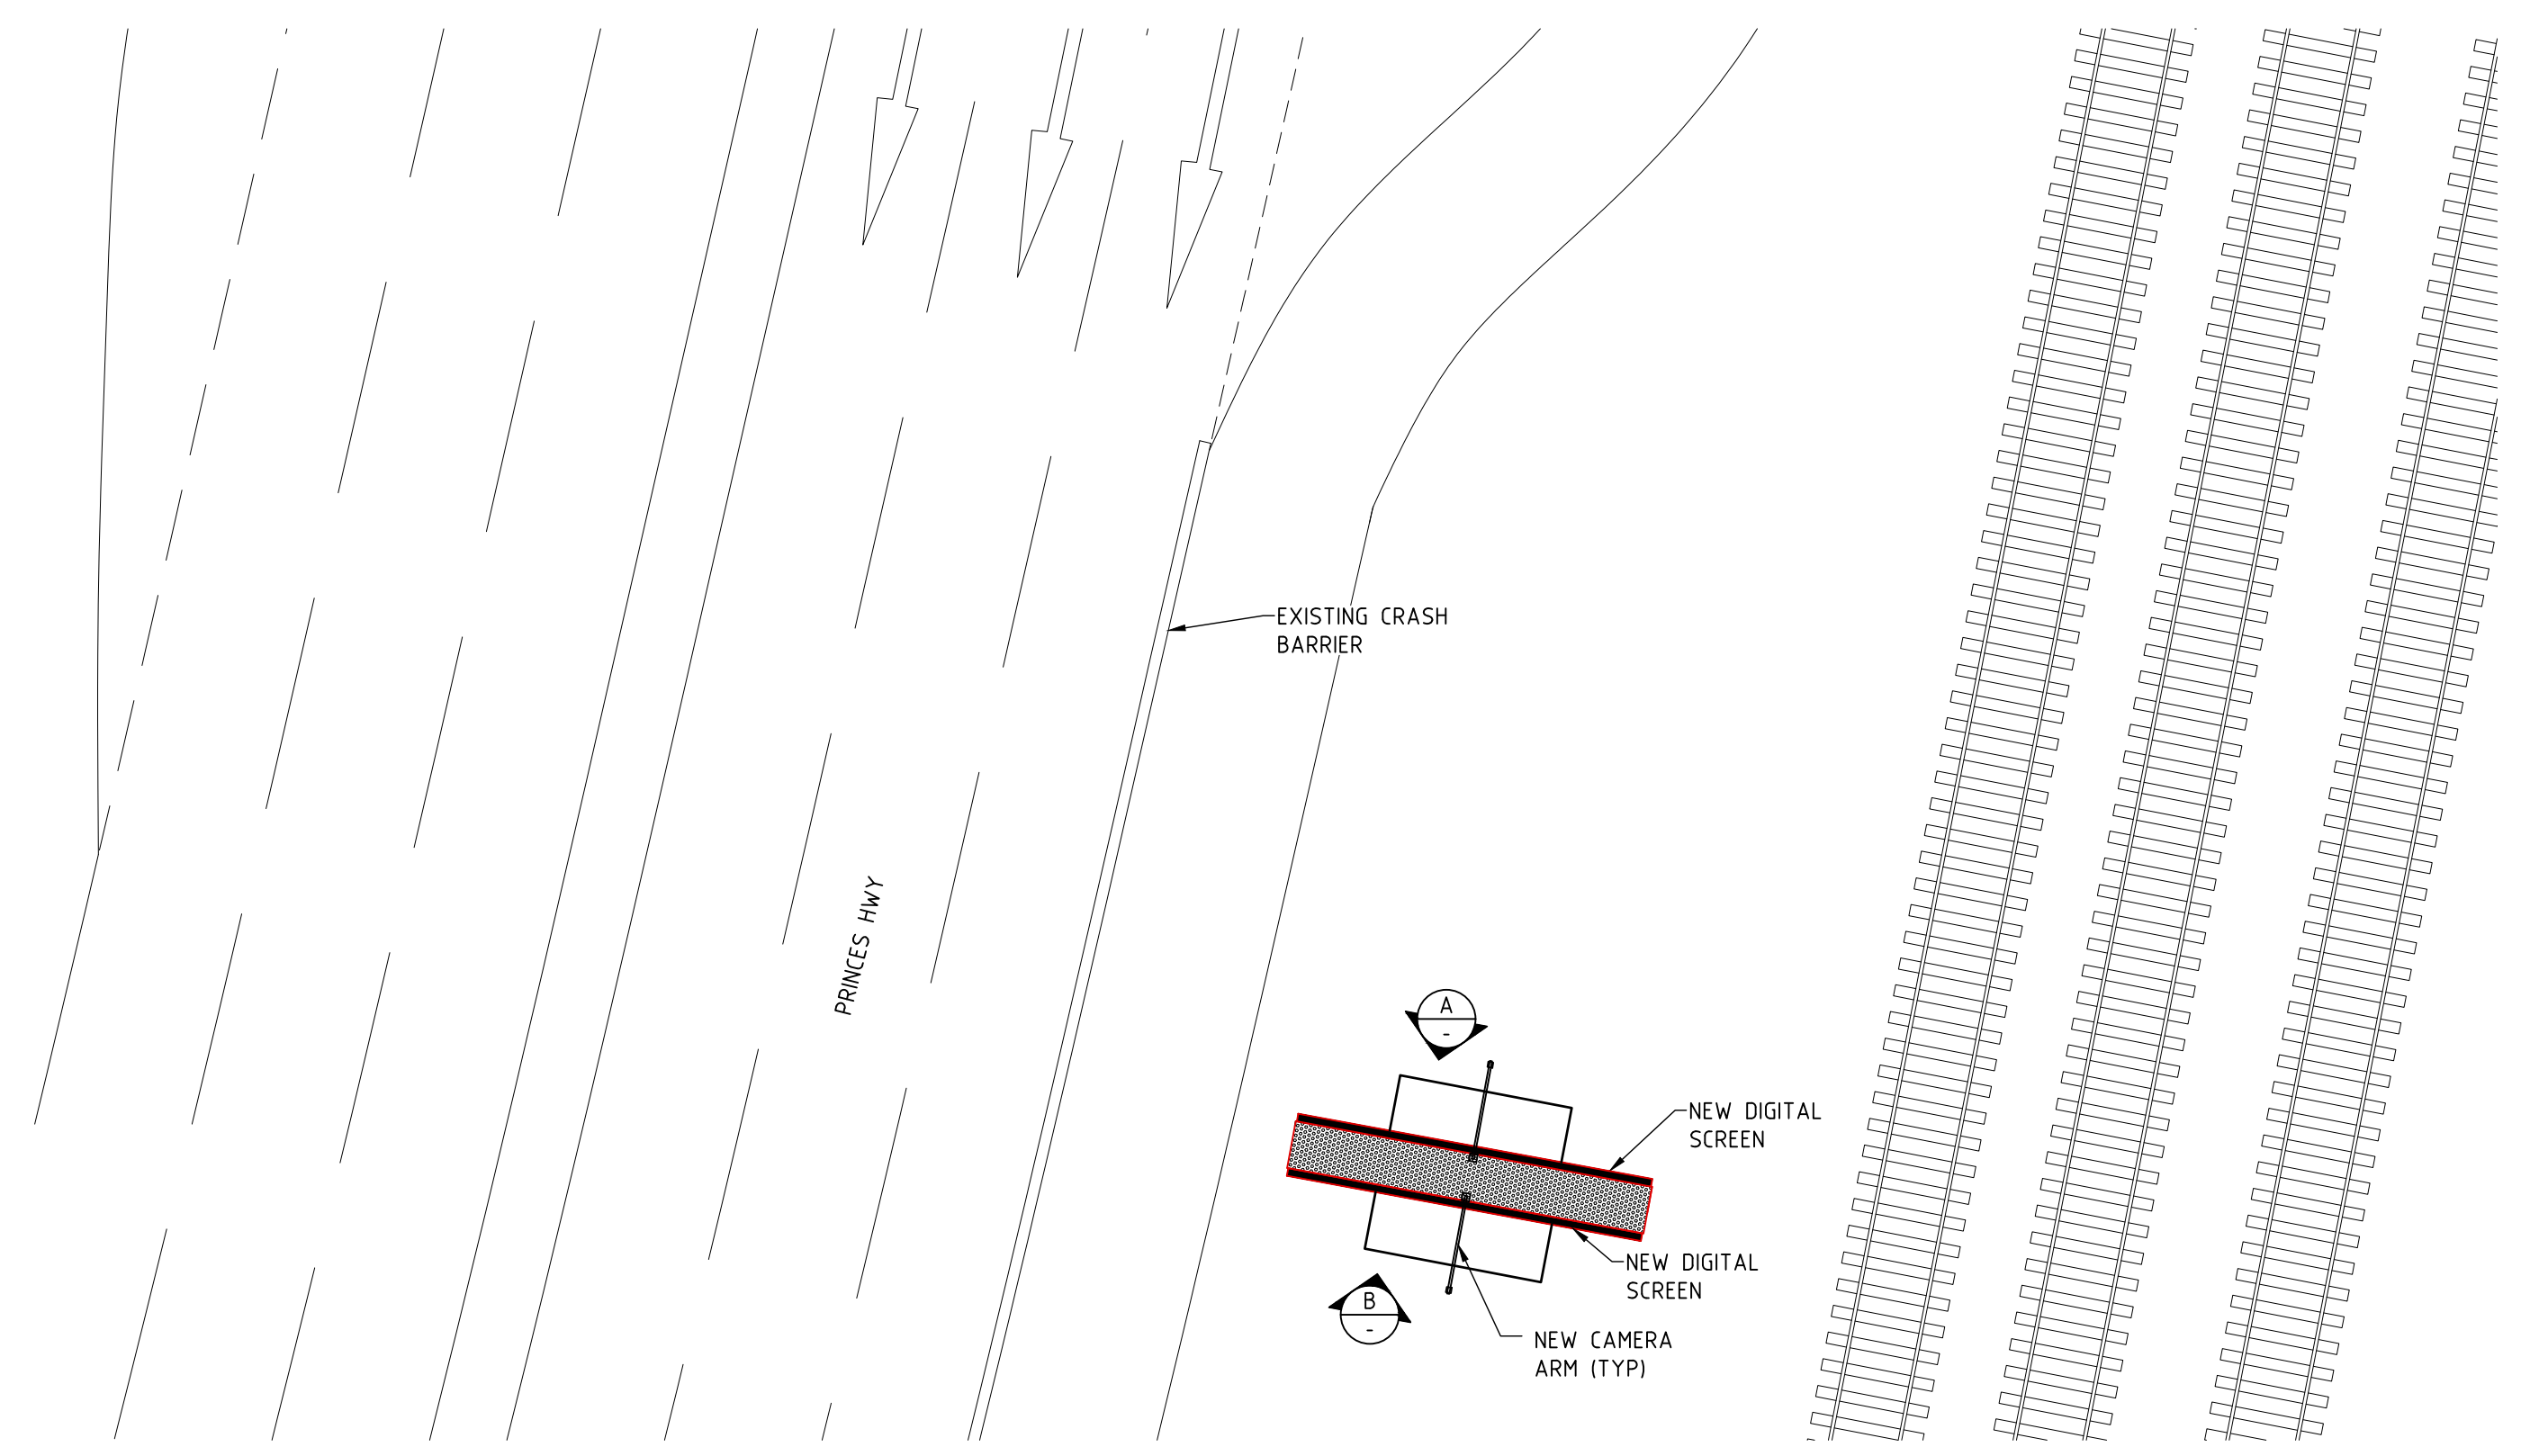 EXISTING CRASH
BARRIER
PRINCES HWY
A
-
NEW DIGITAL
SCREEN
NEW DIGITAL
SCREEN
B
-
NEW CAMERA
ARM (TYP)